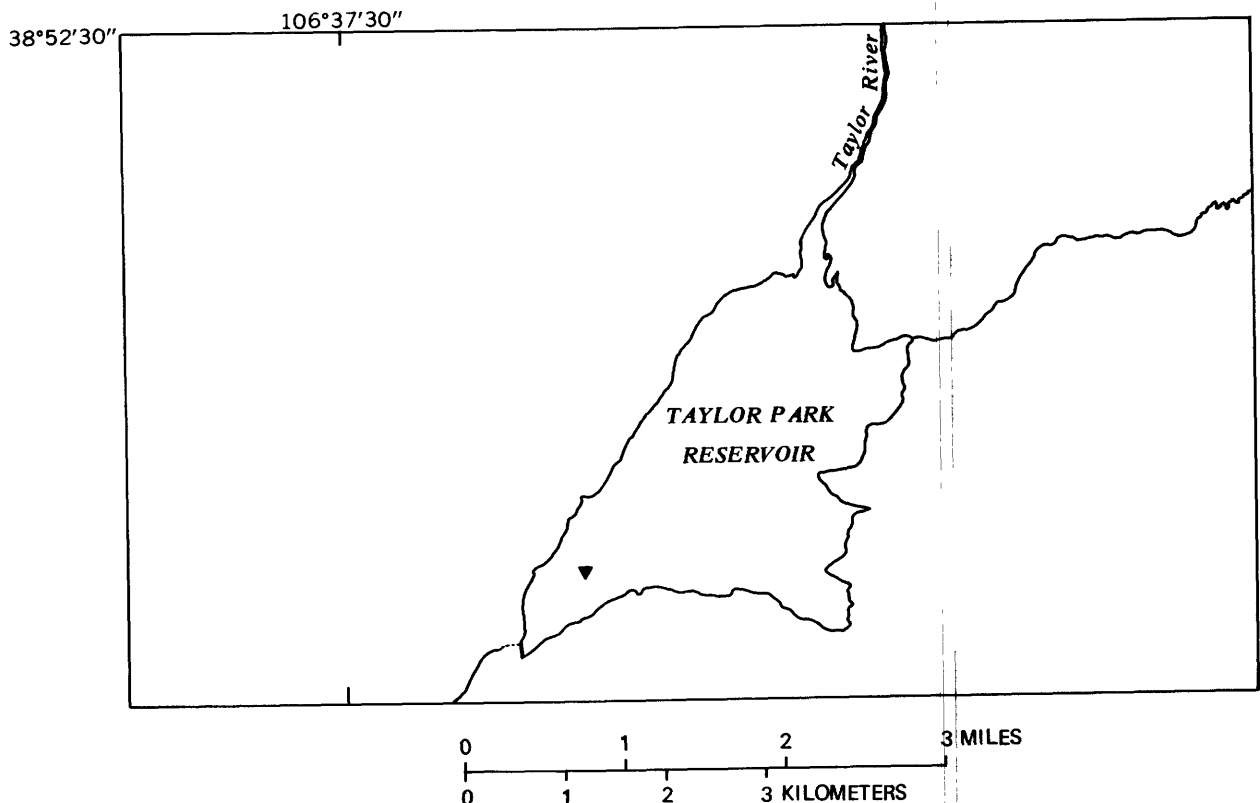 106°37'30"
38°52'30"
Taylor River
TAYLOR PARK
RESERVOIR
0 1 2 3 MILES
0 1 2 3 KILOMETERS